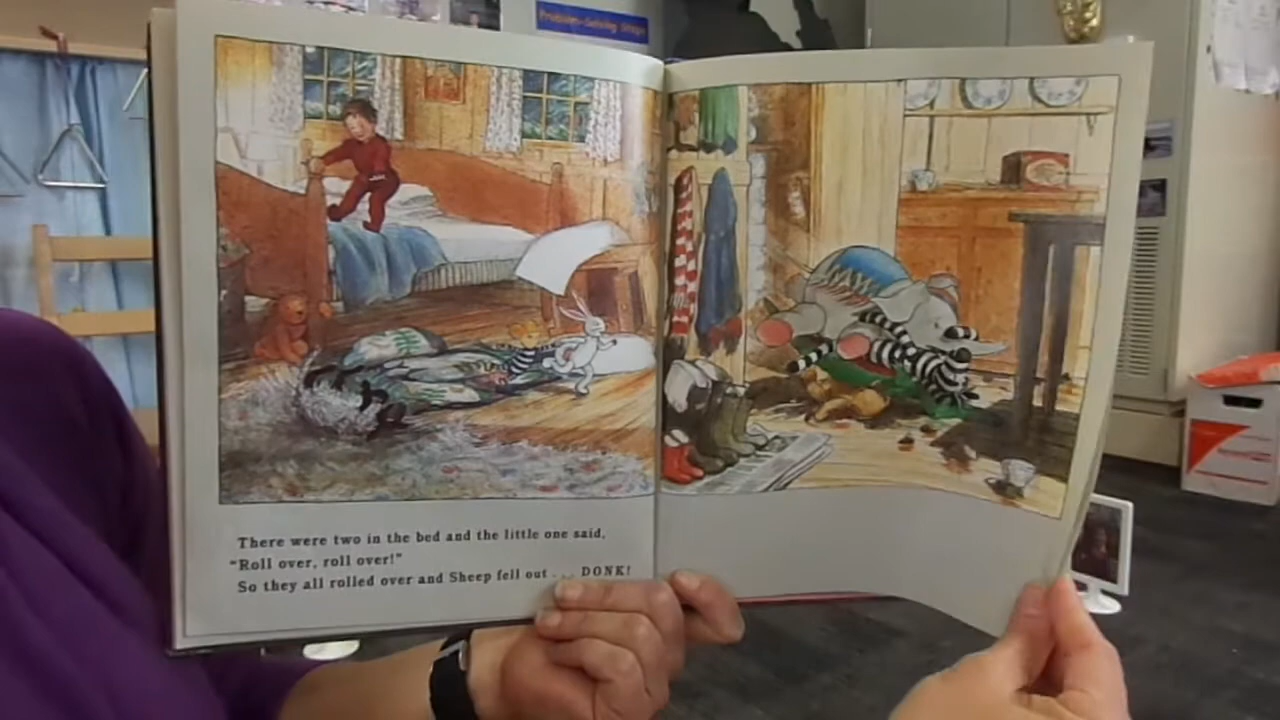 Problem-Solving Steps
There were two in the bed and the little one said,
"Roll over, roll over!"
So they all rolled over and Sheep fell out . . . DONK!